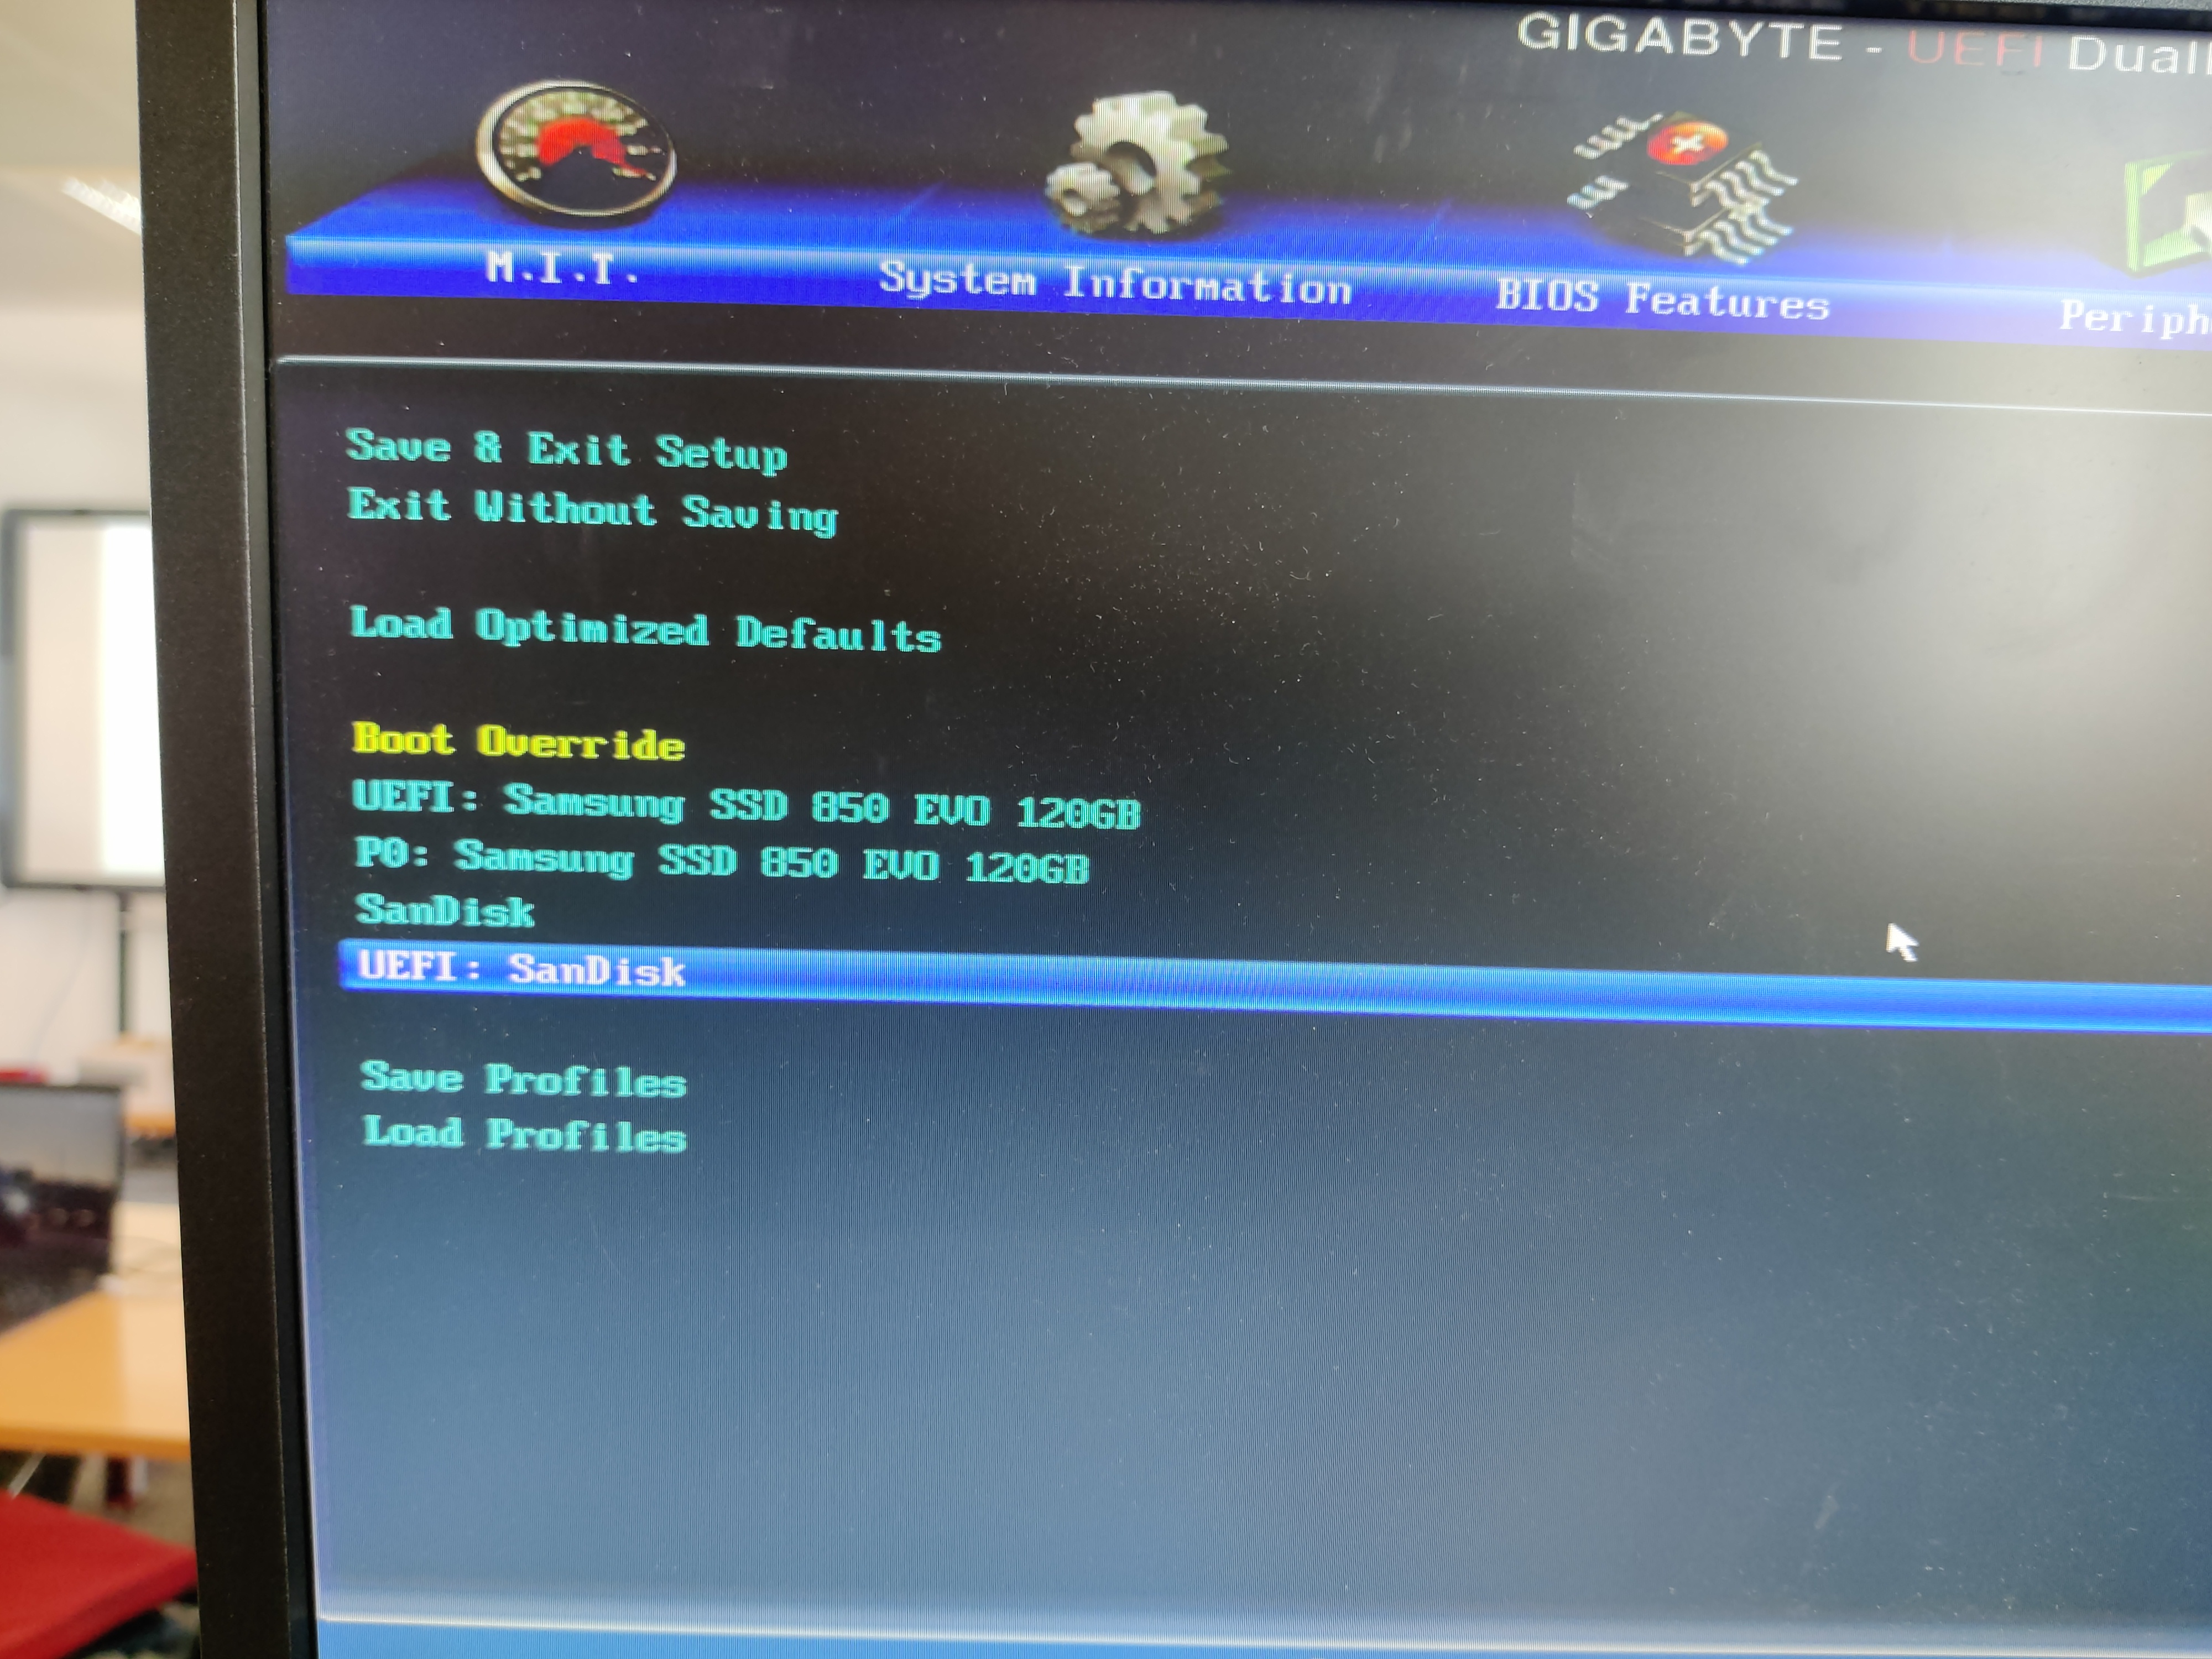 GIGABYTE - UEFI Dual
M.I.T.
System Information
BIOS Features
Periph
Save & Exit Setup
Exit Without Saving
Load Optimized Defaults
Boot Override
UEFI: Samsung SSD 850 EVO 120GB
P0: Samsung SSD 850 EVO 120GB
SanDisk
UEFI: SanDisk
Save Profiles
Load Profiles